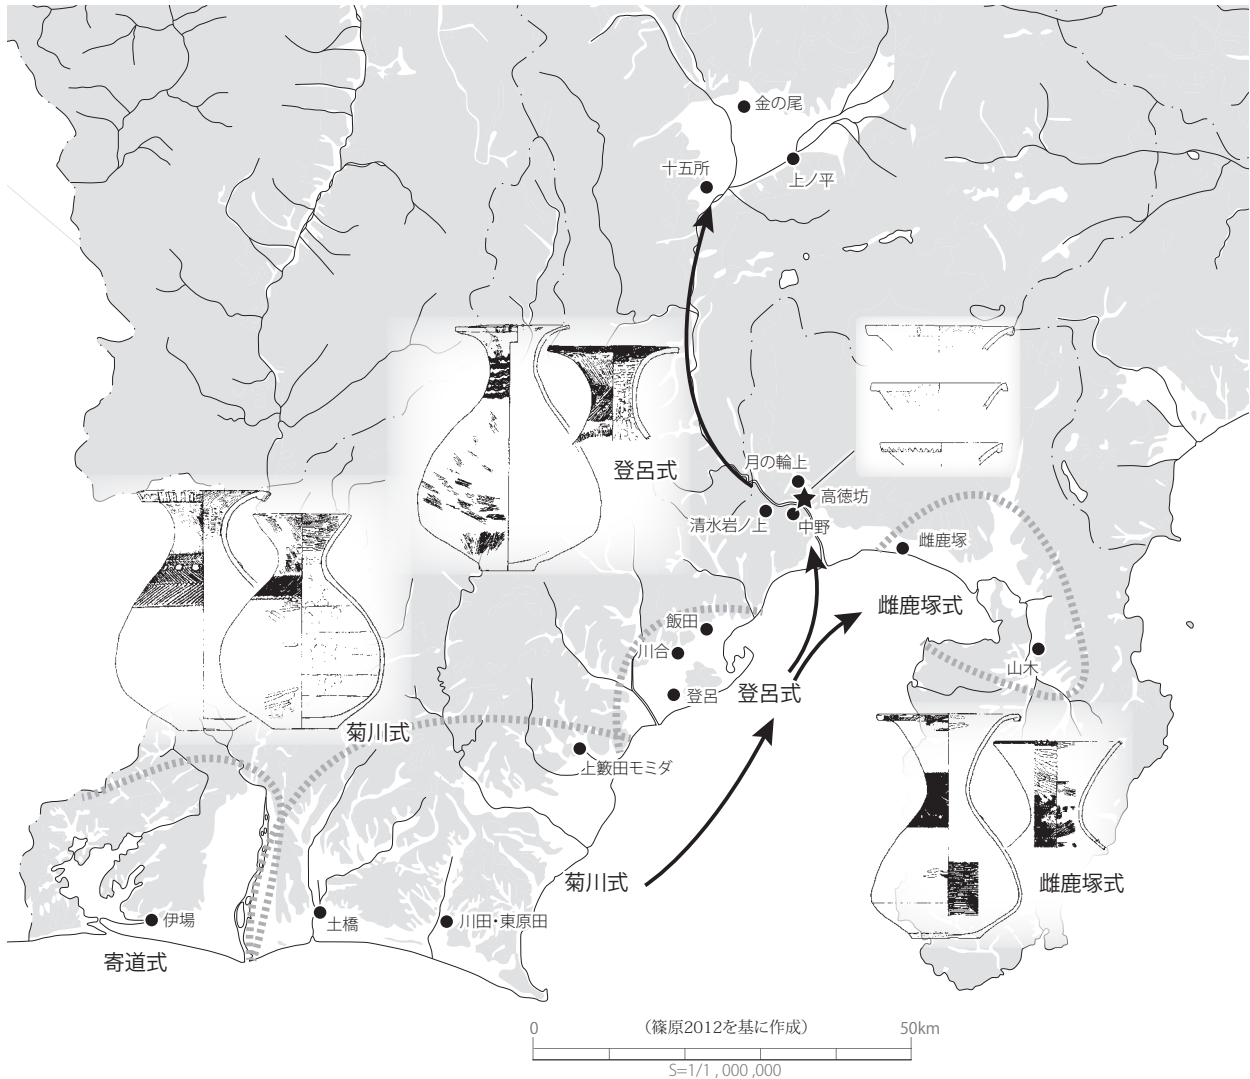 金の尾
十五所
上ノ平
登呂式
月の輪上
高徳坊
清水岩ノ上
中野
雌鹿塚
雌鹿塚式
飯田
川合
山木
登呂
登呂式
菊川式
上籔田モミダ
菊川式
雌鹿塚式
伊場
土橋
川田・東原田
寄道式
0
(篠原2012を基に作成)
50km
S=1/1,000,000